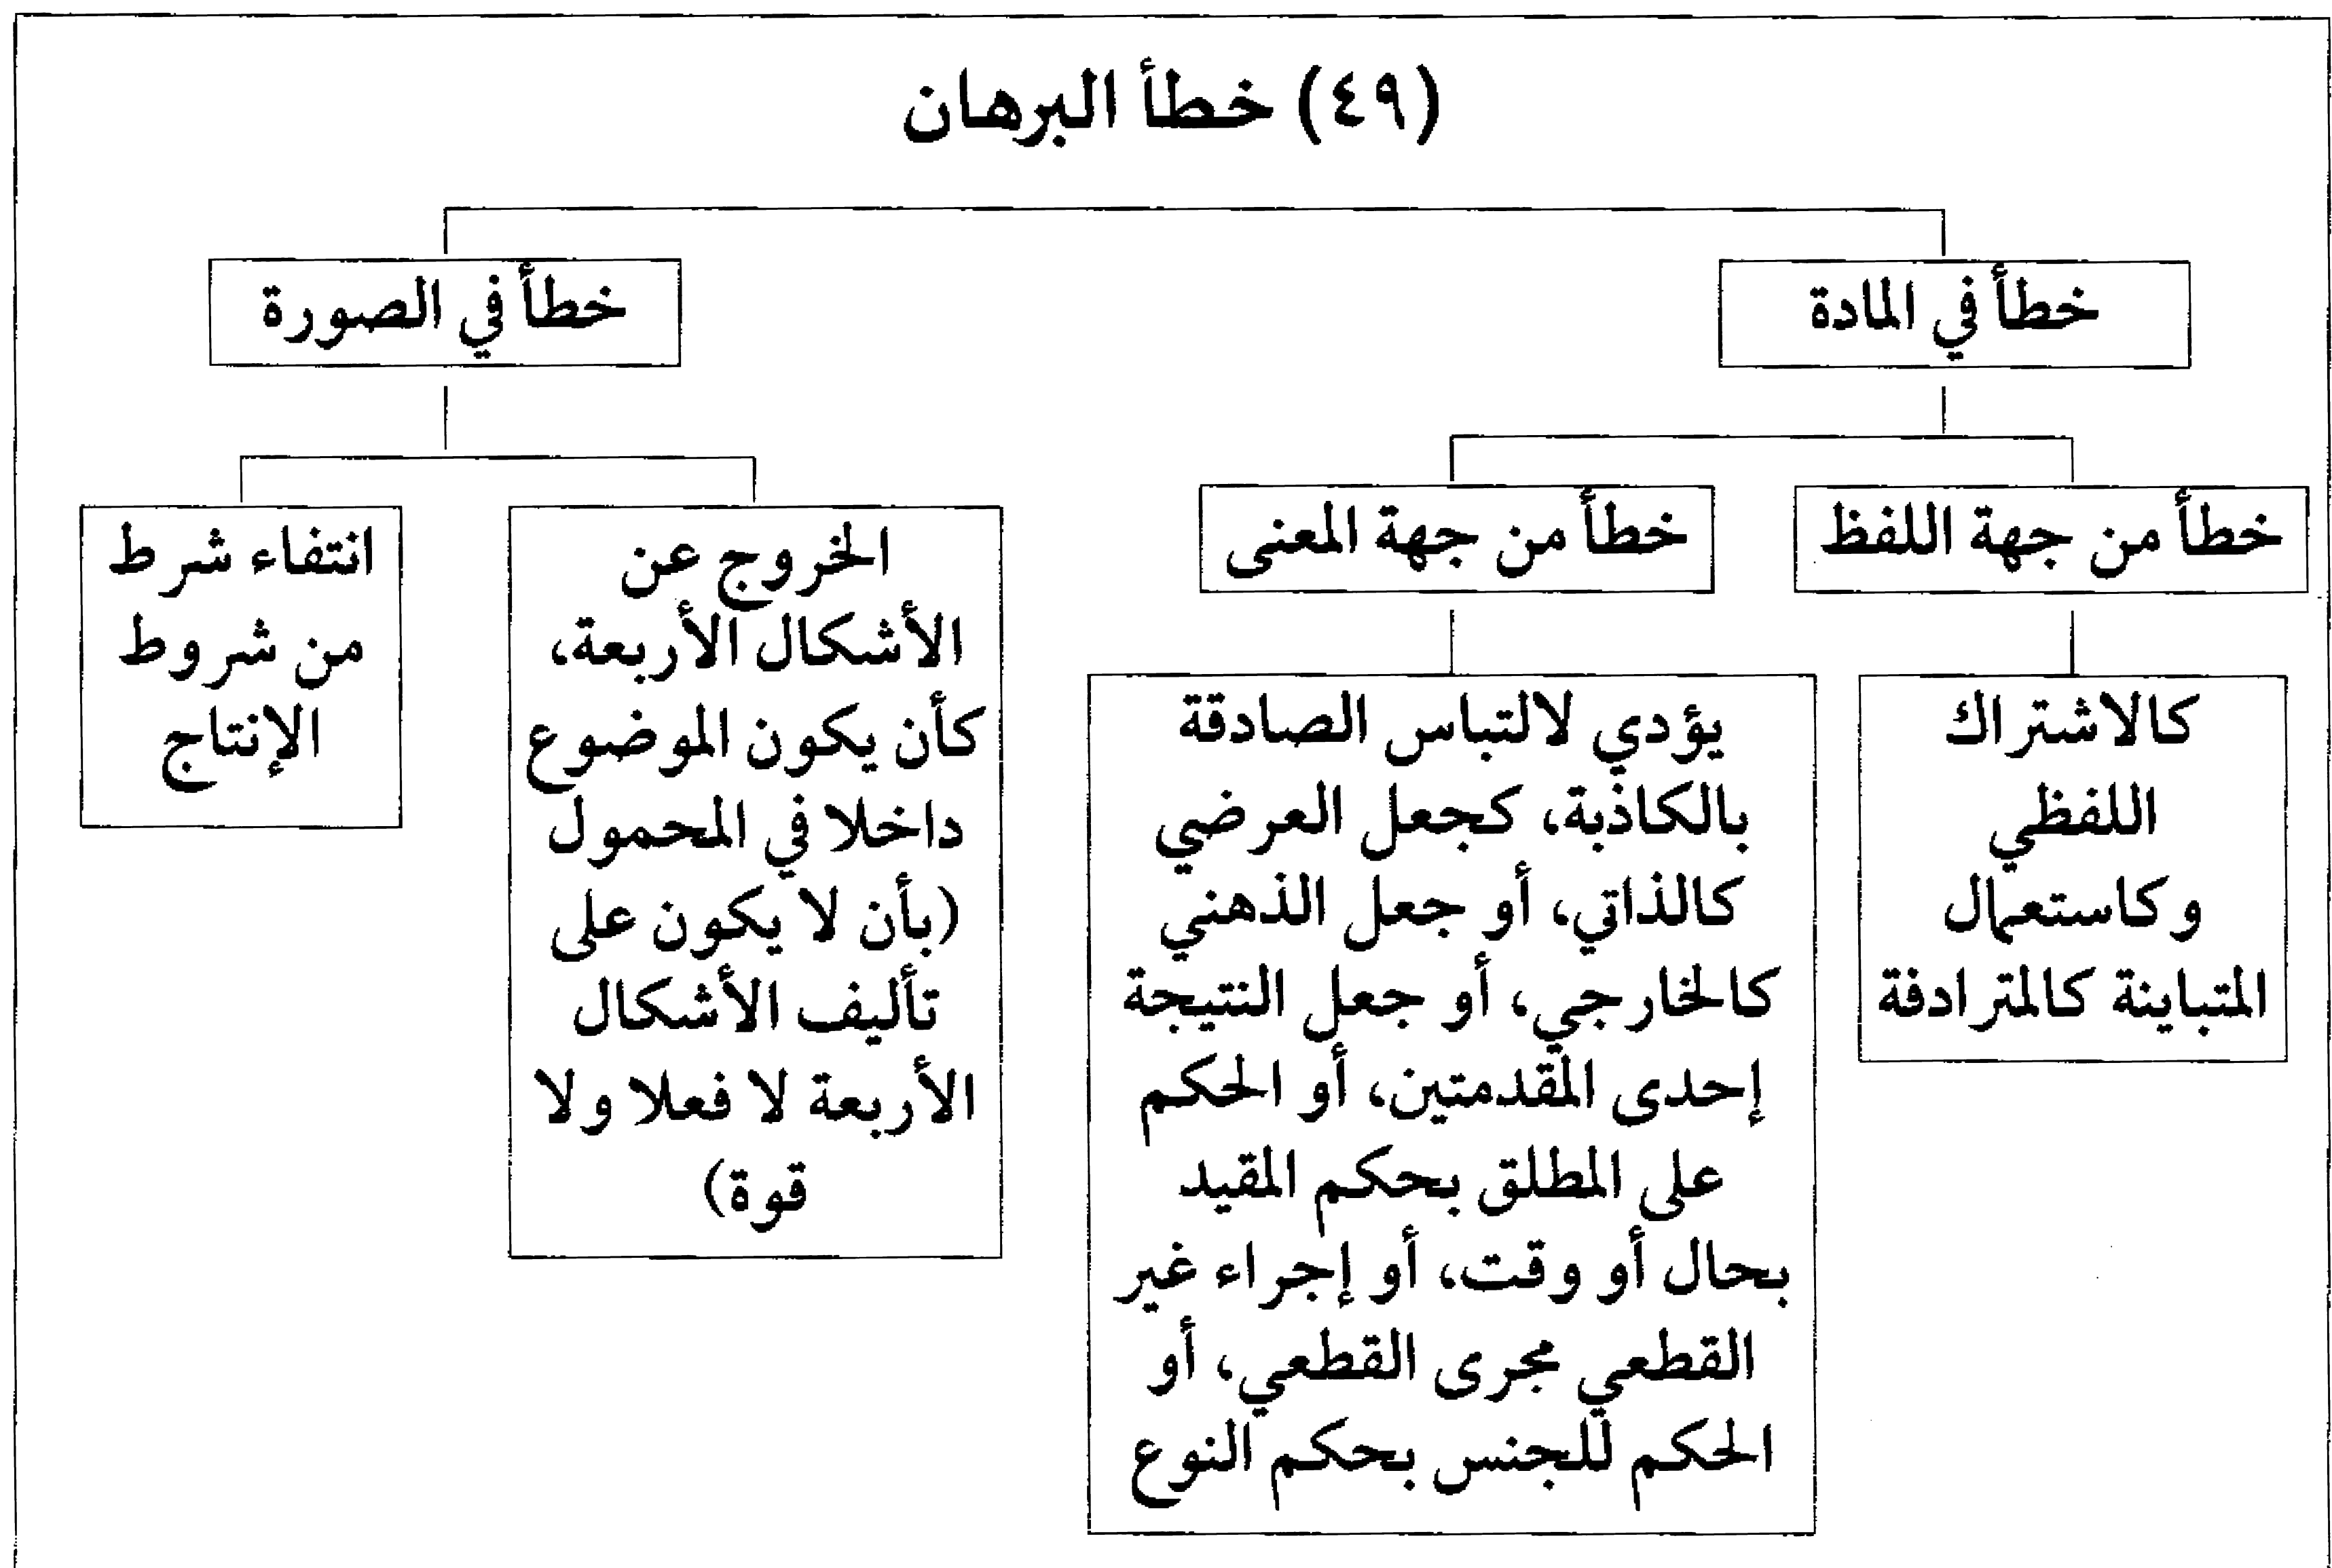 (٤٩) خطأ البرهان
خطأ في المادة
خطأ في الصورة
خطأ من جهة اللفظ
خطأ من جهة المعنى
كالاشتراك
اللفظي
وكاستعمال
المتباينة كالمترادفة
يؤدي لالتباس الصادقة
بالكاذبة، كجعل العرضي
كالذاتي، أو جعل الذهني
كالخارجي، أو جعل النتيجة
إحدى المقدمتين، أو الحكم
على المطلق بحكم المقيد
بحال أو وقت، أو إجراء غير
القطعي مجرى القطعي، أو
الحكم للجنس بحكم النوع
الخروج عن
الأشكال الأربعة،
كأن يكون الموضوع
داخلا في المحمول
(بأن لا يكون على
تأليف الأشكال
الأربعة لا فعلا ولا
قوة)
انتفاء شرط
من شروط
الإنتاج